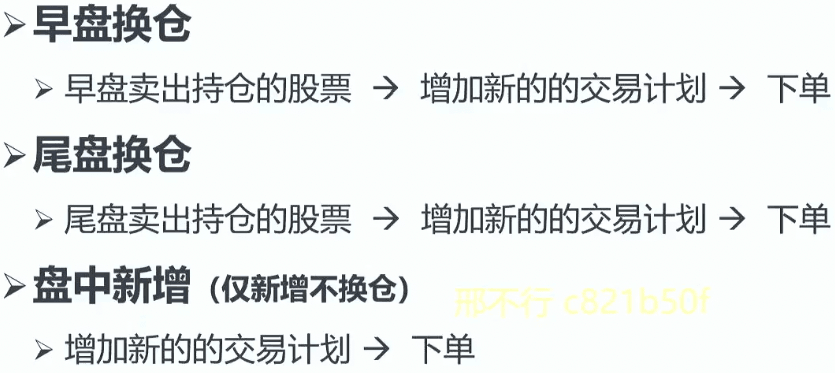 ➢早盘换仓
➢ 早盘卖出持仓的股票 → 增加新的的交易计划 → 下单
➢尾盘换仓
➢ 尾盘卖出持仓的股票 → 增加新的的交易计划 → 下单
➢盘中新增（仅新增不换仓）
邢不行 c821b50f
➢ 增加新的的交易计划 → 下单